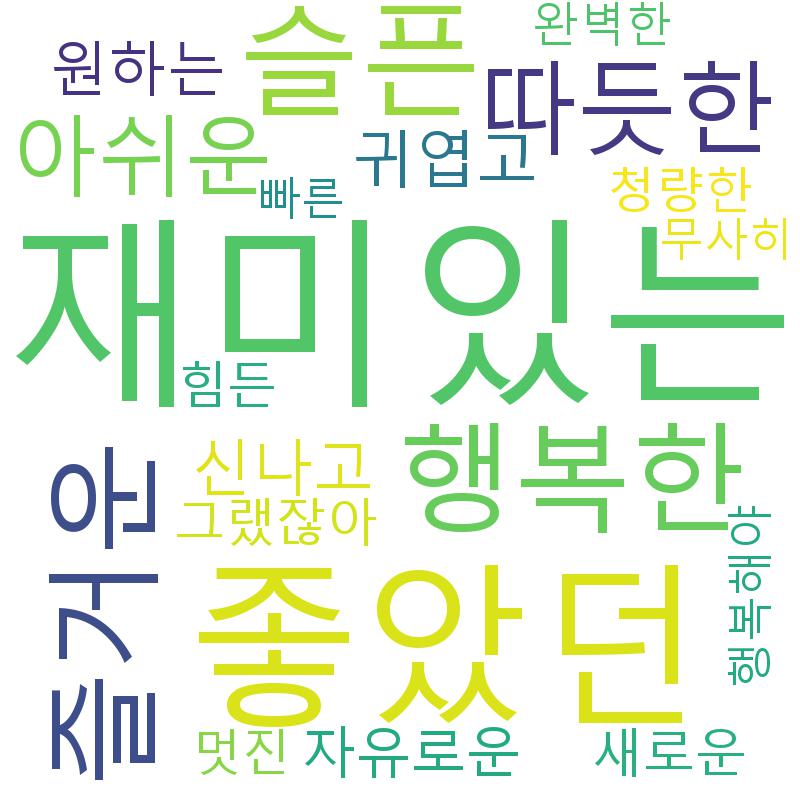 완벽한
슬픈
원하는
따듯한
아쉬운
귀엽고
청량한
빠른
무사히
재미있는
힘든
행복한
신나고
그랬잖아
즐거운
행복해야
좋았던
멋진
자유로운
새로운